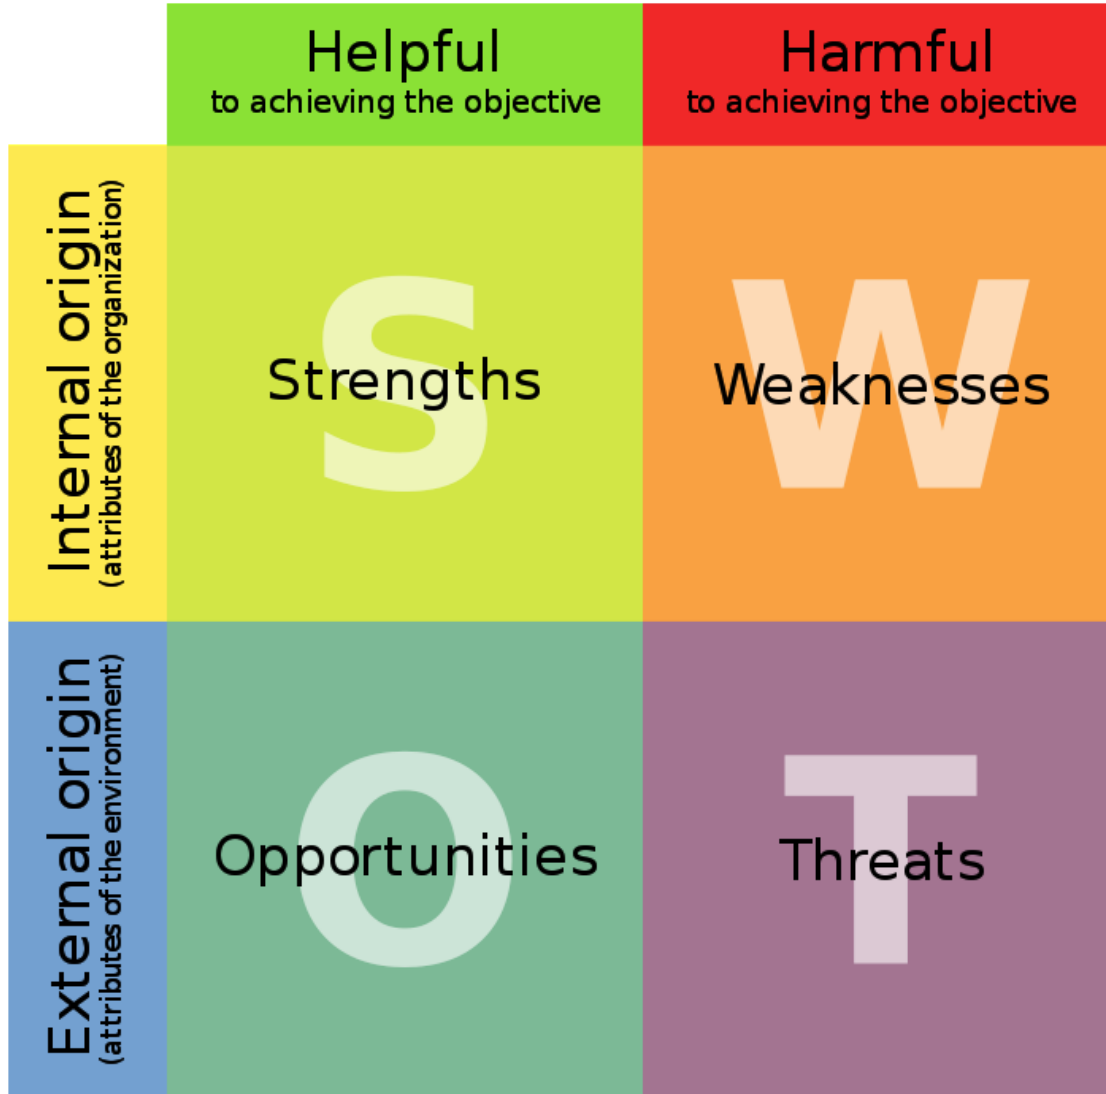 Helpful
to achieving the objective
Harmful
to achieving the objective
Internal origin
(attributes of the organization)
S
Strengths
W
Weaknesses
External origin
(attributes of the environment)
O
Opportunities
T
Threats